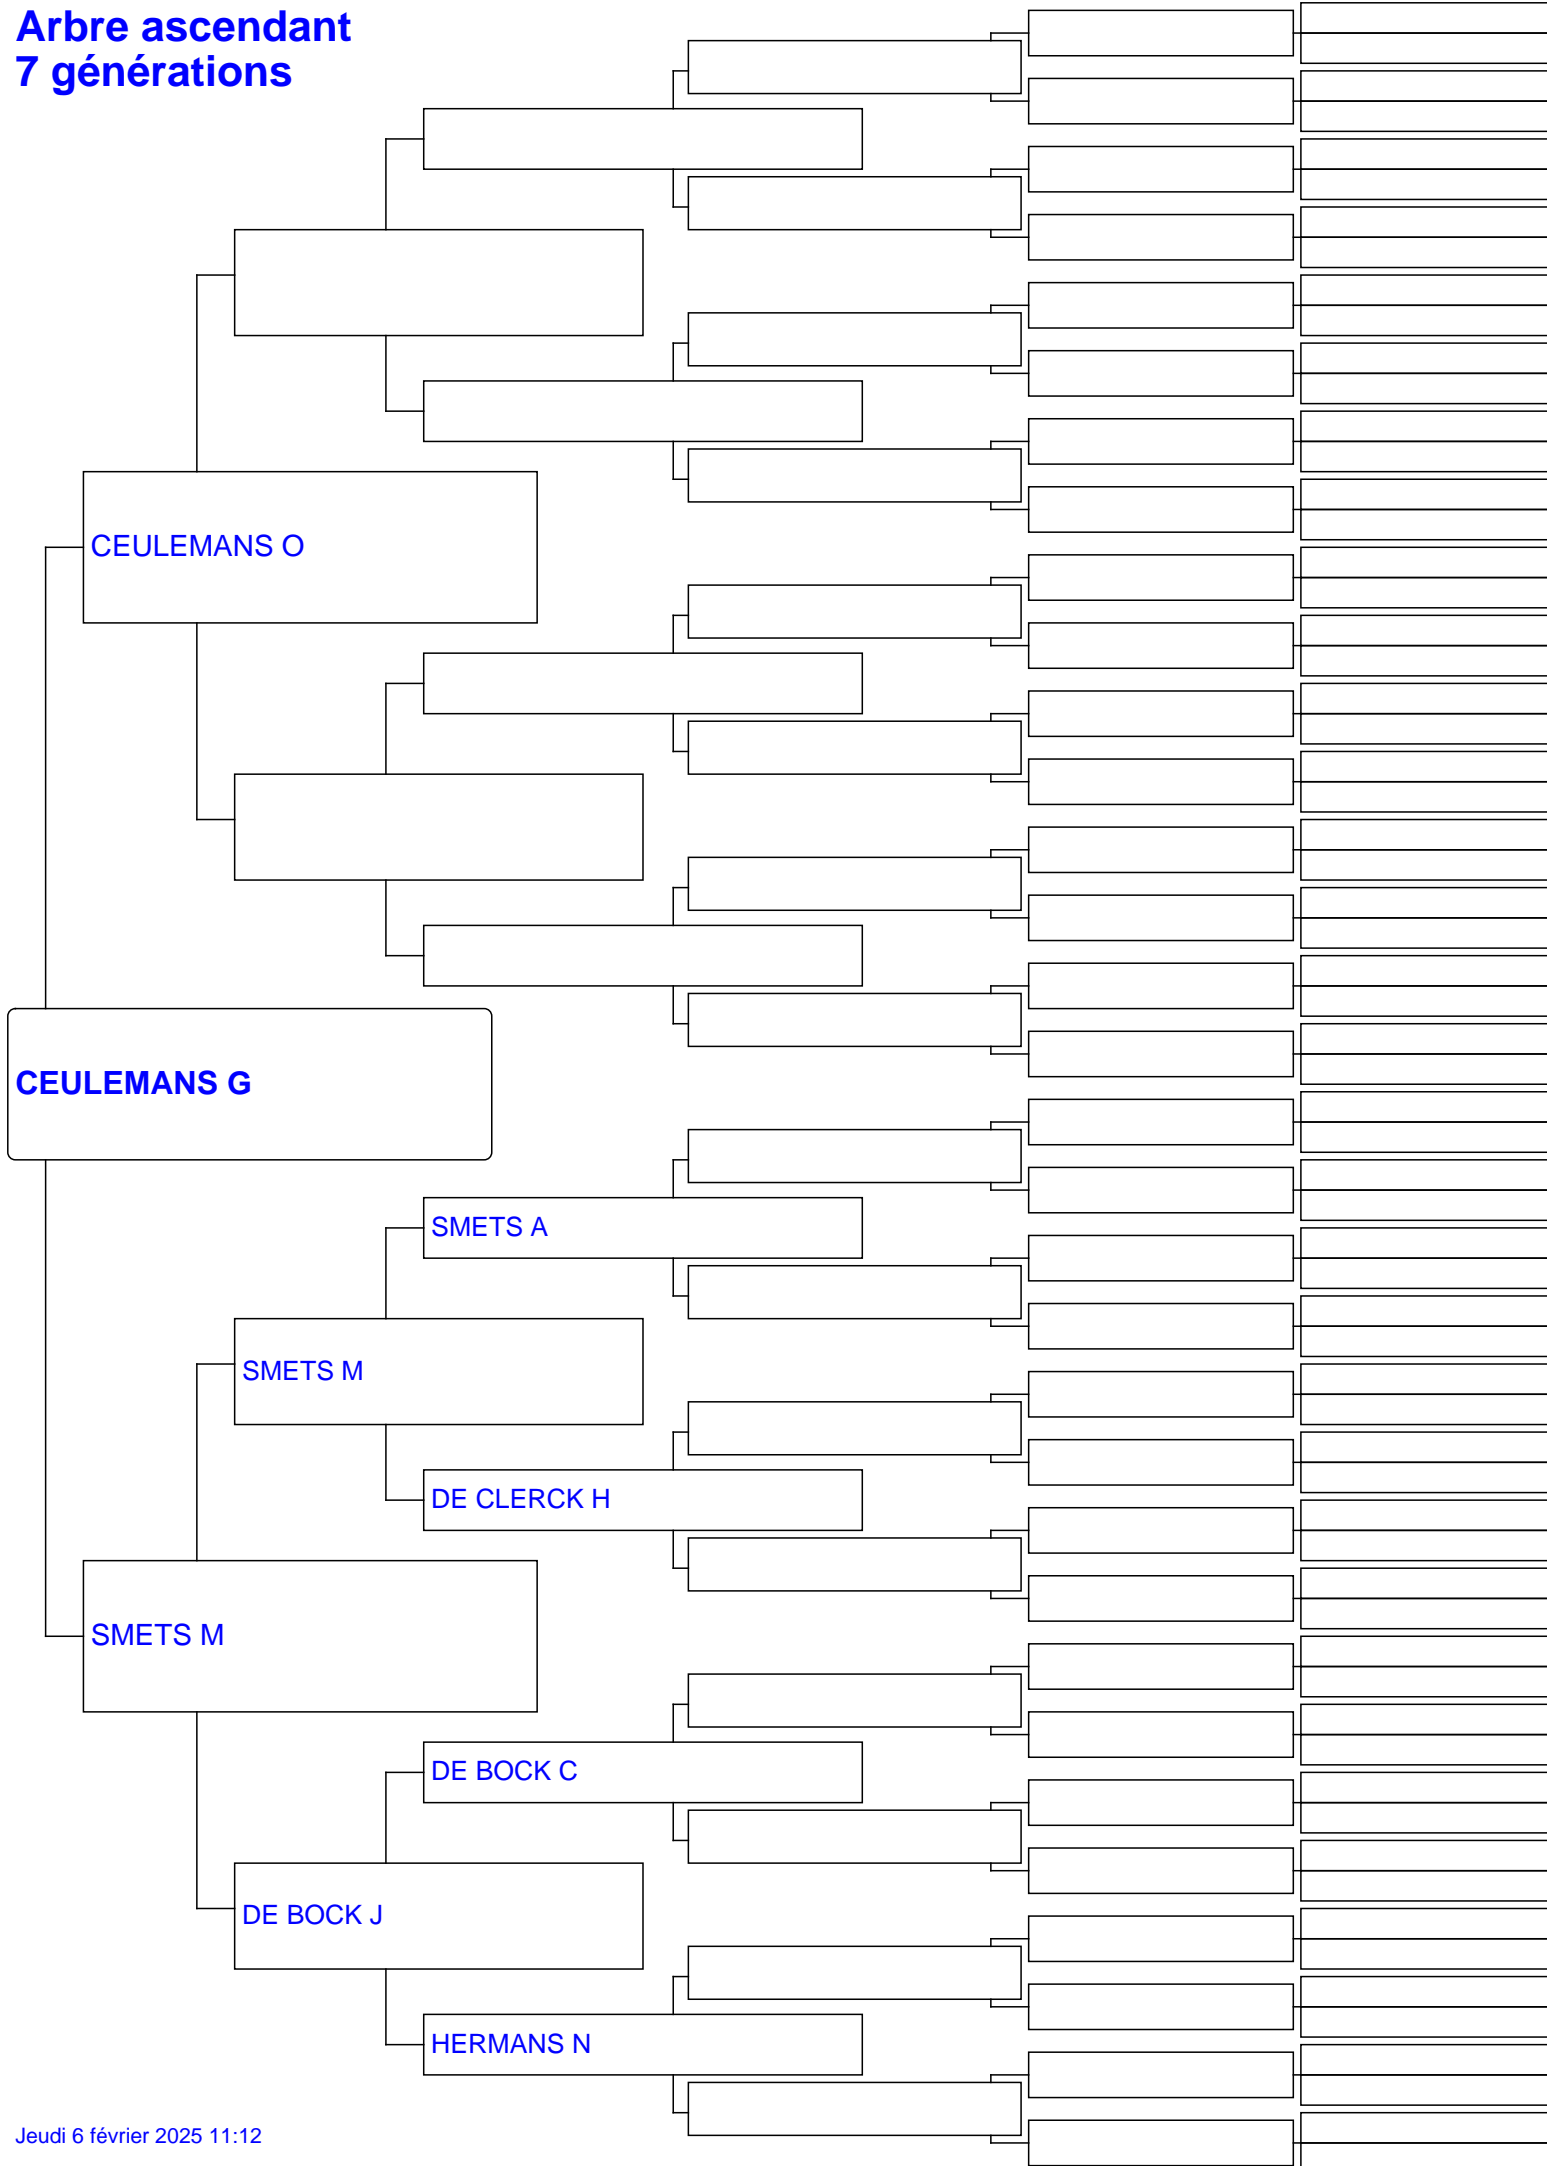 Arbre ascendant
7 générations
CEULEMANS O
CEULEMANS G
SMETS A
SMETS M
DE CLERCK H
SMETS M
DE BOCK C
DE BOCK J
HERMANS N
Jeudi 6 février 2025 11:12